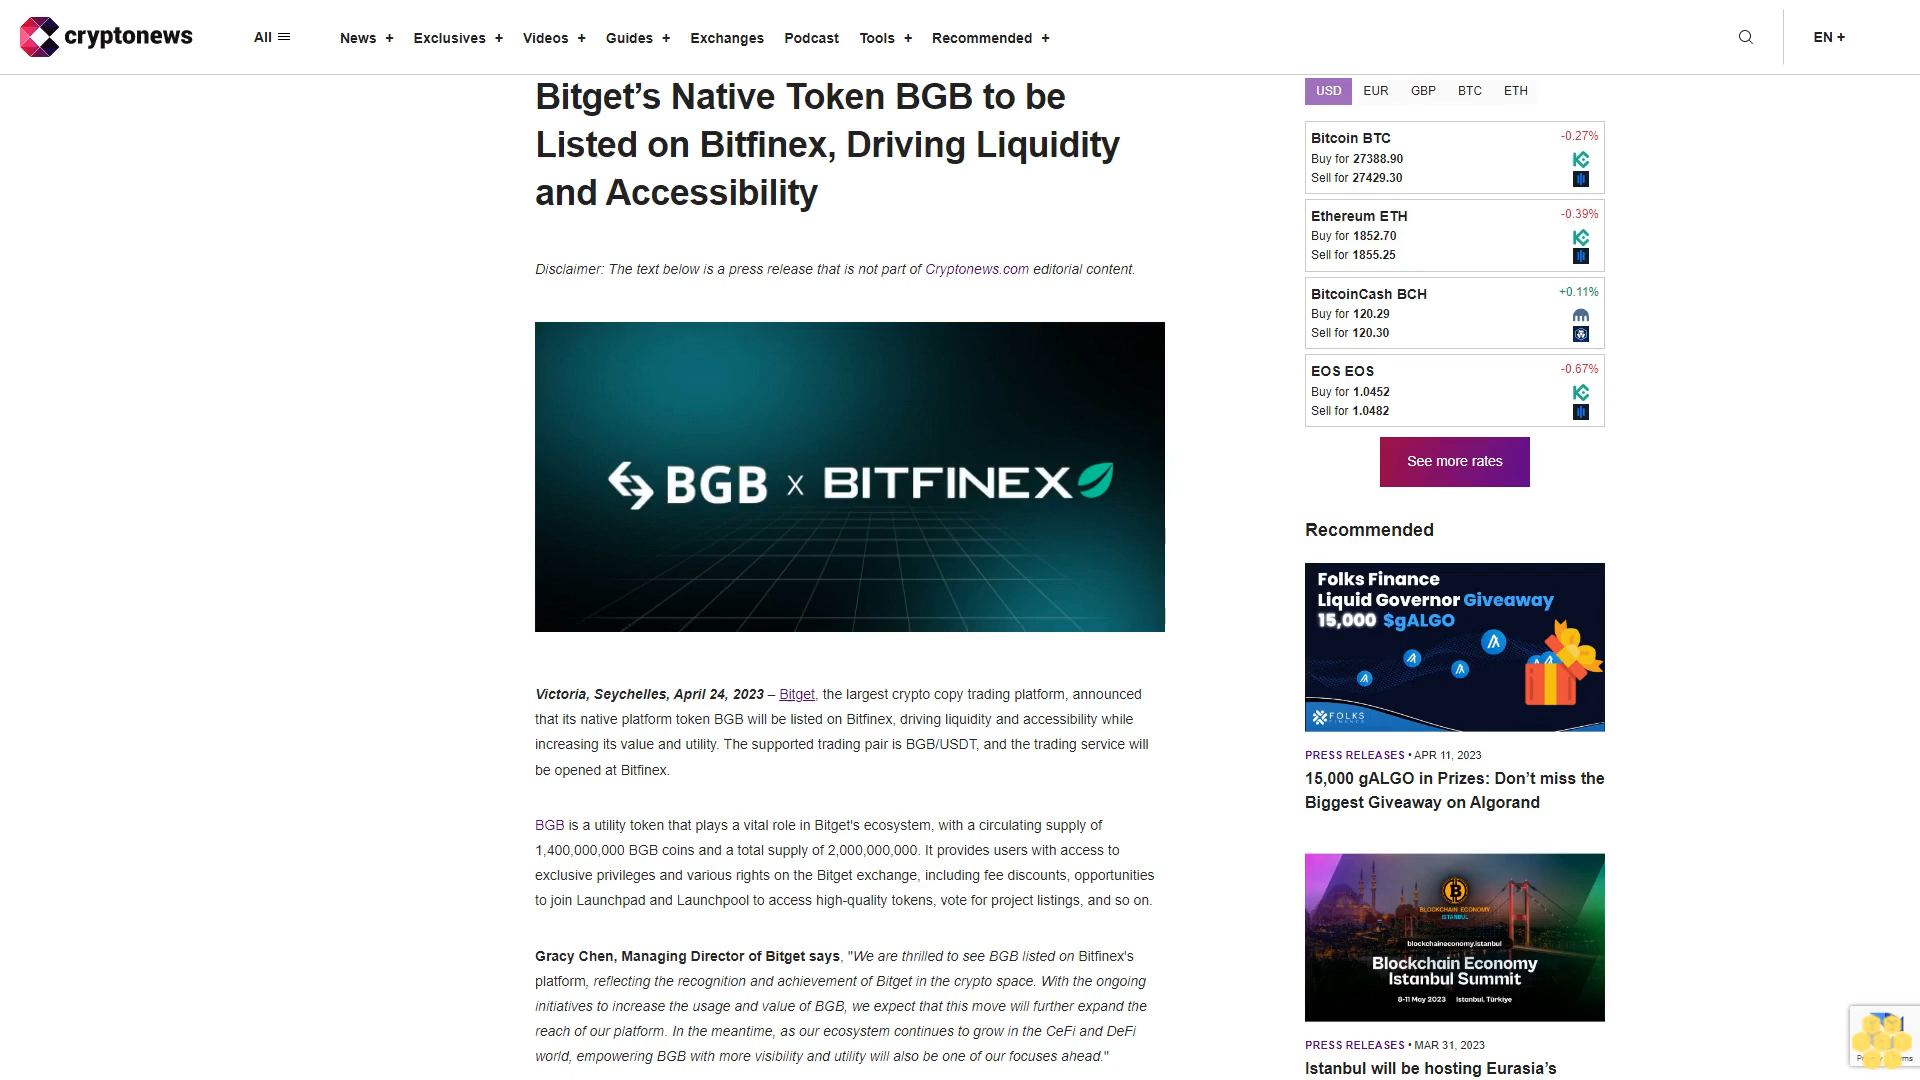 cryptonews
All
News +
Exclusives +
Videos +
Guides +
Exchanges
Podcast
Tools +
Recommended +
EN +
Bitget’s Native Token BGB to be
Listed on Bitfinex, Driving Liquidity
and Accessibility
Disclaimer: The text below is a press release that is not part of Cryptonews.com editorial content.
BGB x BITFINEX
Victoria, Seychelles, April 24, 2023 – Bitget, the largest crypto copy trading platform, announced
that its native platform token BGB will be listed on Bitfinex, driving liquidity and accessibility while
increasing its value and utility. The supported trading pair is BGB/USDT, and the trading service will
be opened at Bitfinex.
BGB is a utility token that plays a vital role in Bitget's ecosystem, with a circulating supply of
1,400,000,000 BGB coins and a total supply of 2,000,000,000. It provides users with access to
exclusive privileges and various rights on the Bitget exchange, including fee discounts, opportunities
to join Launchpad and Launchpool to access high-quality tokens, vote for project listings, and so on.
Gracy Chen, Managing Director of Bitget says, "We are thrilled to see BGB listed on Bitfinex's
platform, reflecting the recognition and achievement of Bitget in the crypto space. With the ongoing
initiatives to increase the usage and value of BGB, we expect that this move will further expand the
reach of our platform. In the meantime, as our ecosystem continues to grow in the CeFi and DeFi
world, empowering BGB with more visibility and utility will also be one of our focuses ahead."
USD EUR GBP BTC ETH
Bitcoin BTC -0.27%
Buy for 27388.90
Sell for 27429.30
Ethereum ETH -0.39%
Buy for 1852.70
Sell for 1855.25
BitcoinCash BCH +0.11%
Buy for 120.29
Sell for 120.30
EOS EOS -0.67%
Buy for 1.0452
Sell for 1.0482
See more rates
Recommended
Folks Finance
Liquid Governor Giveaway
15,000 $gALGO
FOLKS
FINANCE
PRESS RELEASES • APR 11, 2023
15,000 gALGO in Prizes: Don’t miss the
Biggest Giveaway on Algorand
BLOCKCHAIN ECONOMY
ISTANBUL
blockchaineconomy.istanbul
Blockchain Economy
Istanbul Summit
8-11 May 2023 Istanbul, Türkiye
PRESS RELEASES • MAR 31, 2023
Istanbul will be hosting Eurasia’s